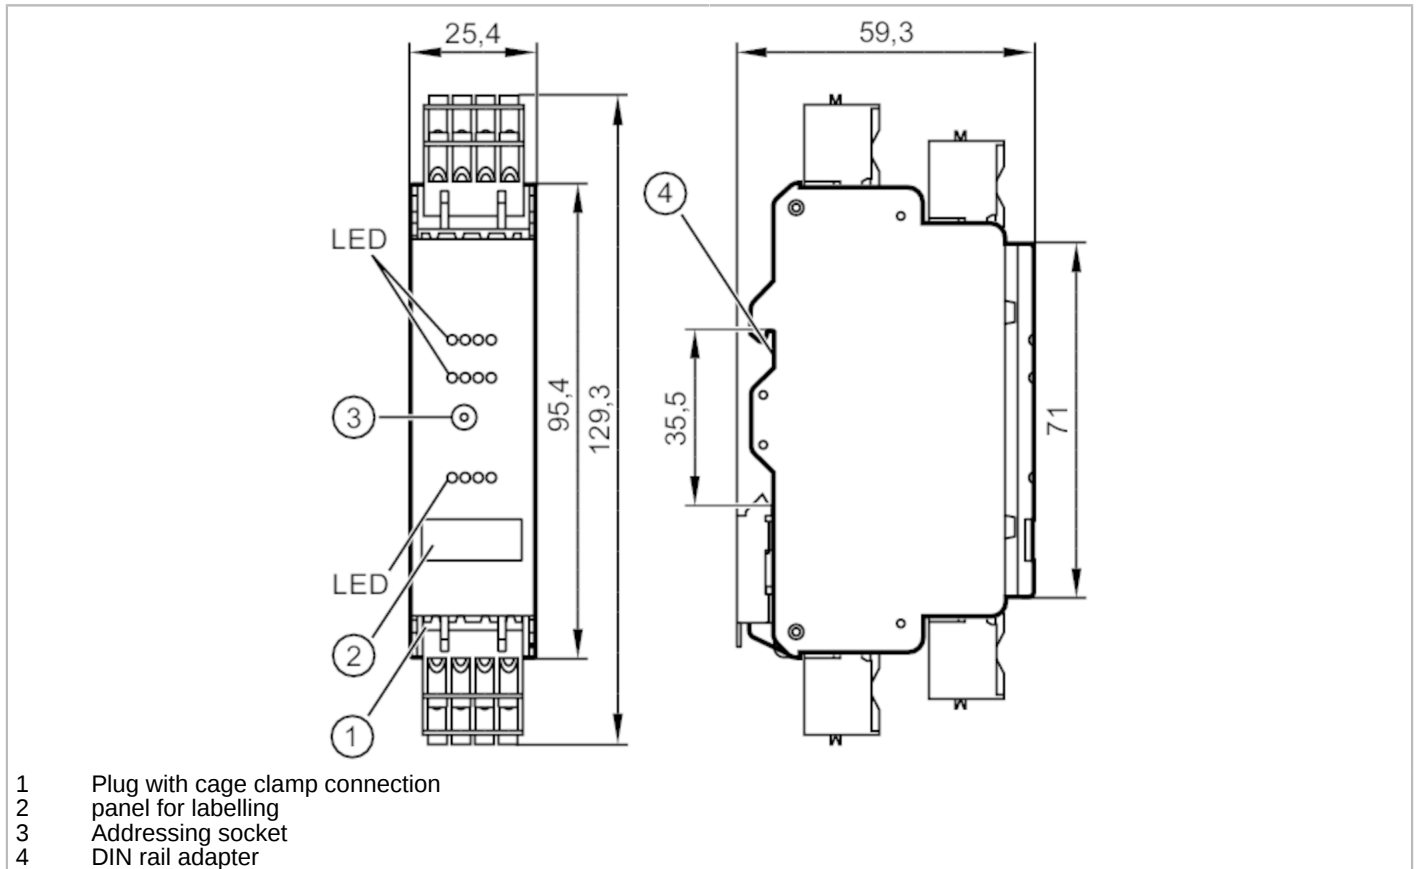 25,4
59,3
M
M
4
LED
3
95,4
129,3
35,5
71
LED
2
M
1
M
1 Plug with cage clamp connection
2 panel for labelling
3 Addressing socket
4 DIN rail adapter